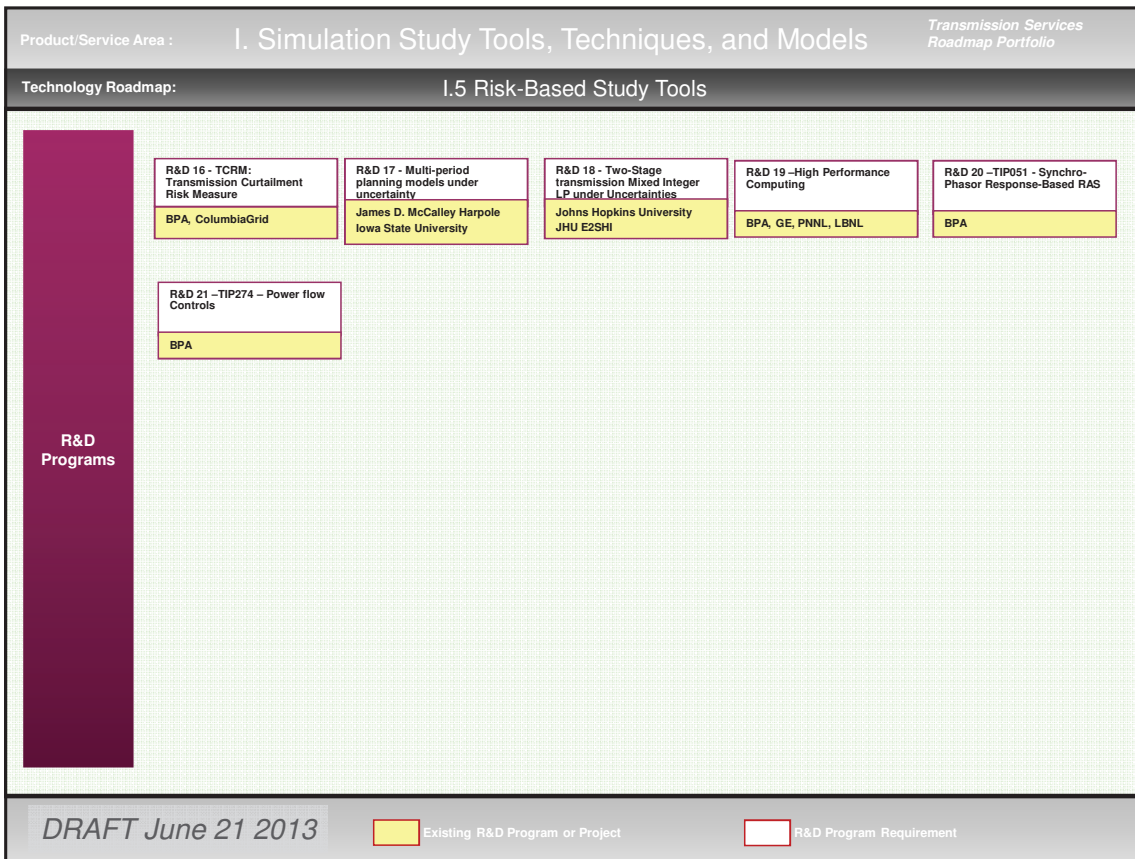 Product/Service Area :
I. Simulation Study Tools, Techniques, and Models
Transmission Services
Roadmap Portfolio
Technology Roadmap:
I.5 Risk-Based Study Tools
R&D
Programs
R&D 16 - TCRM:
Transmission Curtailment
Risk Measure
BPA, ColumbiaGrid
R&D 17 - Multi-period
planning models under
uncertainty
James D. McCalley Harpole
Iowa State University
R&D 18 - Two-Stage
transmission Mixed Integer
LP under Uncertainties
Johns Hopkins University
JHU E2SHI
R&D 19 –High Performance
Computing
BPA, GE, PNNL, LBNL
R&D 20 –TIP051 - Synchro-
Phasor Response-Based RAS
BPA
R&D 21 –TIP274 – Power flow
Controls
BPA
DRAFT June 21 2013
Existing R&D Program or Project
R&D Program Requirement